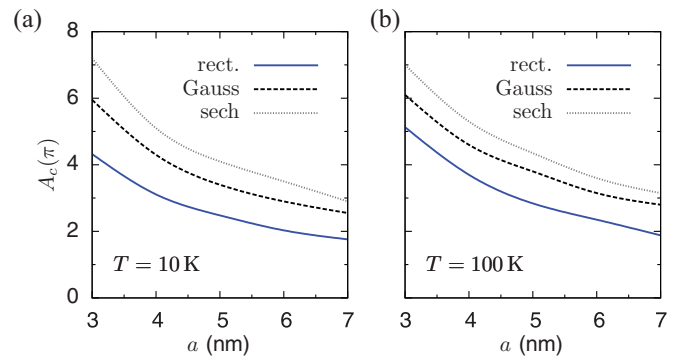 (a)
8
6
4
2
0
A_c(π)
rect.
Gauss
sech
T = 10 K
3 4 5 6 7
a (nm)
(b)
rect.
Gauss
sech
T = 100 K
3 4 5 6 7
a (nm)